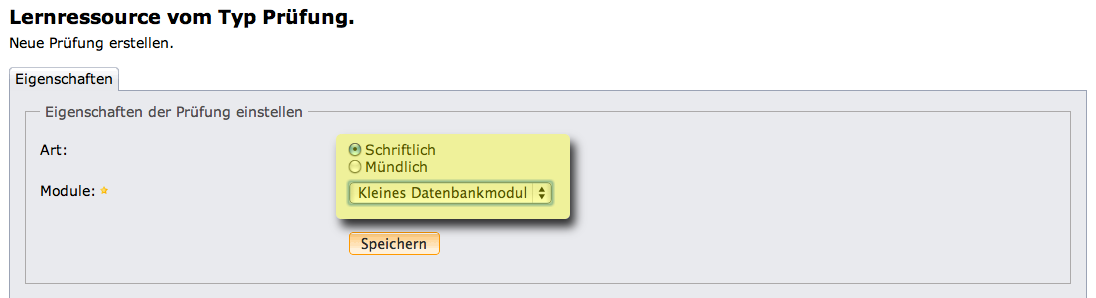 Lernressource vom Typ Prüfung.
Neue Prüfung erstellen.
Eigenschaften
Eigenschaften der Prüfung einstellen
Art:
Schriftlich
Mündlich
Module:
Kleines Datenbankmodul
Speichern